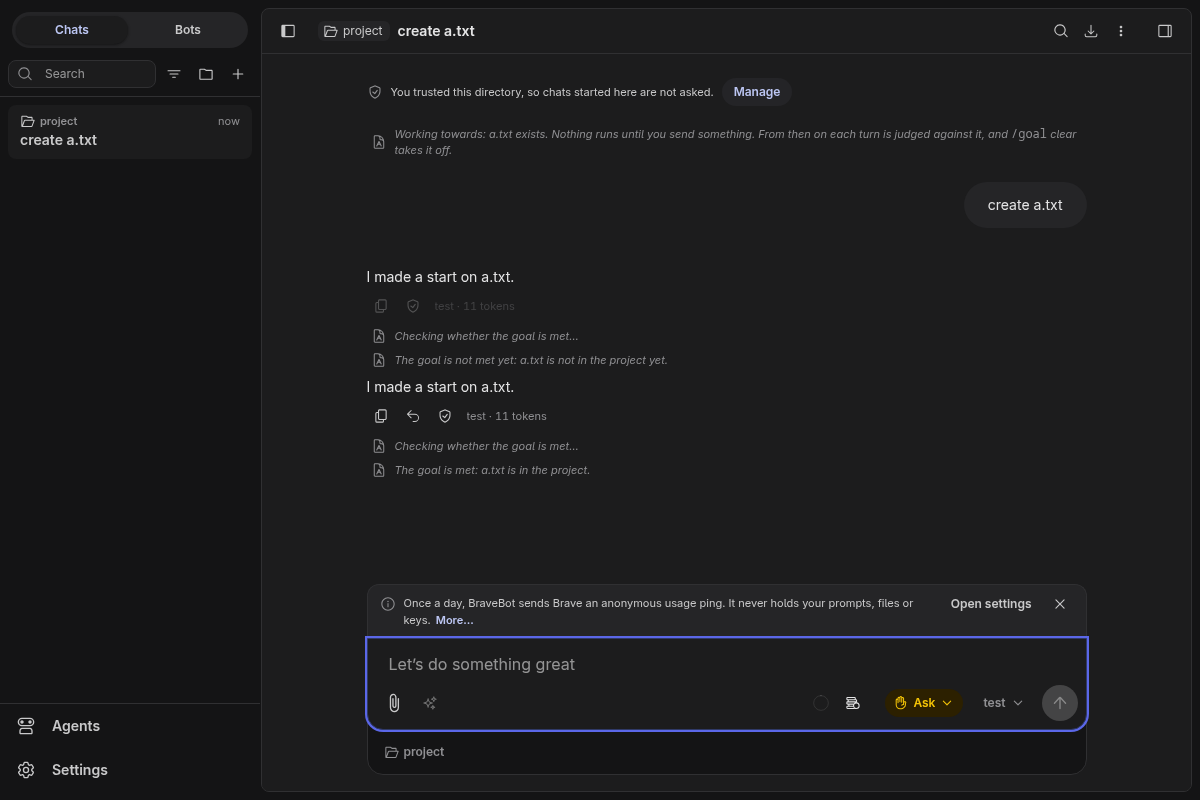 Chats
Bots
Search
project
now
create a.txt
Agents
Settings
project
create a.txt
You trusted this directory, so chats started here are not asked.
Manage
Working towards: a.txt exists. Nothing runs until you send something. From then on each turn is judged against it, and /goal clear
takes it off.
create a.txt
I made a start on a.txt.
test · 11 tokens
Checking whether the goal is met...
The goal is not met yet: a.txt is not in the project yet.
I made a start on a.txt.
test · 11 tokens
Checking whether the goal is met...
The goal is met: a.txt is in the project.
Once a day, BraveBot sends Brave an anonymous usage ping. It never holds your prompts, files or
keys. More...
Open settings
Let's do something great
Ask
test
project